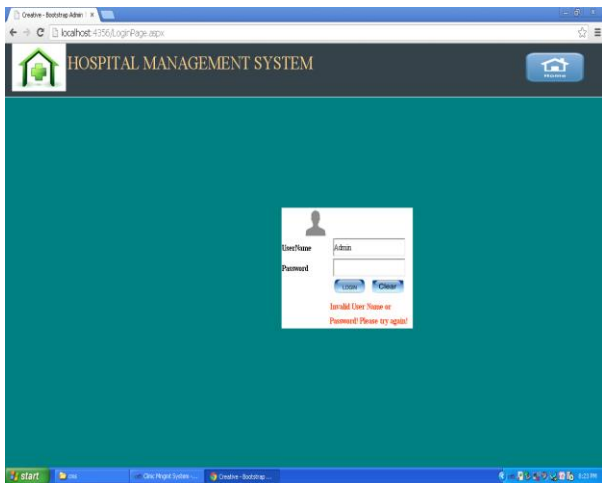 Creative - Bootstrap Admin
localhost:4356/LoginPage.aspx
HOSPITAL MANAGEMENT SYSTEM
Home
UserName
Admin
Password
LOGIN
Clear
Invalid User Name or
Password! Please try again!
start
Creative - Bootstrap ...